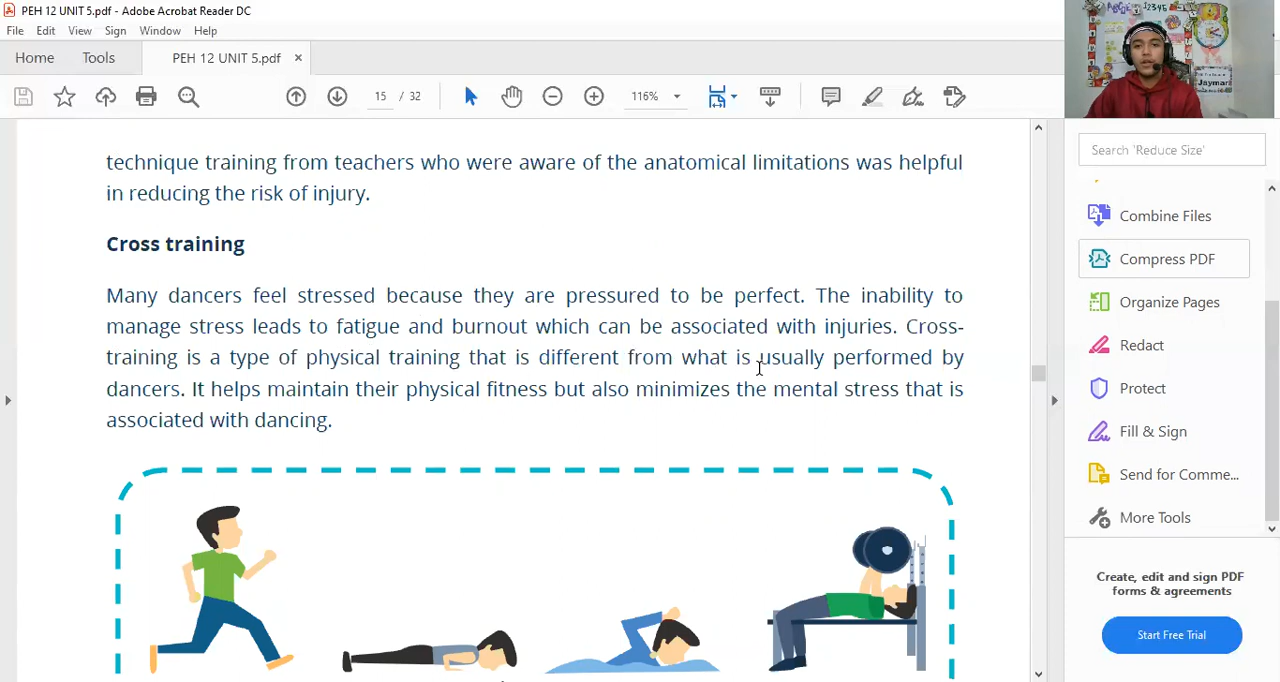 PEH 12 UNIT 5.pdf - Adobe Acrobat Reader DC
File Edit View Sign Window Help
Home Tools PEH 12 UNIT 5.pdf ×
15 / 32 116%
technique training from teachers who were aware of the anatomical limitations was helpful
in reducing the risk of injury.
Cross training
Many dancers feel stressed because they are pressured to be perfect. The inability to
manage stress leads to fatigue and burnout which can be associated with injuries. Cross-
training is a type of physical training that is different from what is usually performed by
dancers. It helps maintain their physical fitness but also minimizes the mental stress that is
associated with dancing.
Jaymar
Search 'Reduce Size'
Combine Files
Compress PDF
Organize Pages
Redact
Protect
Fill & Sign
Send for Comme...
More Tools
Create, edit and sign PDF
forms & agreements
Start Free Trial